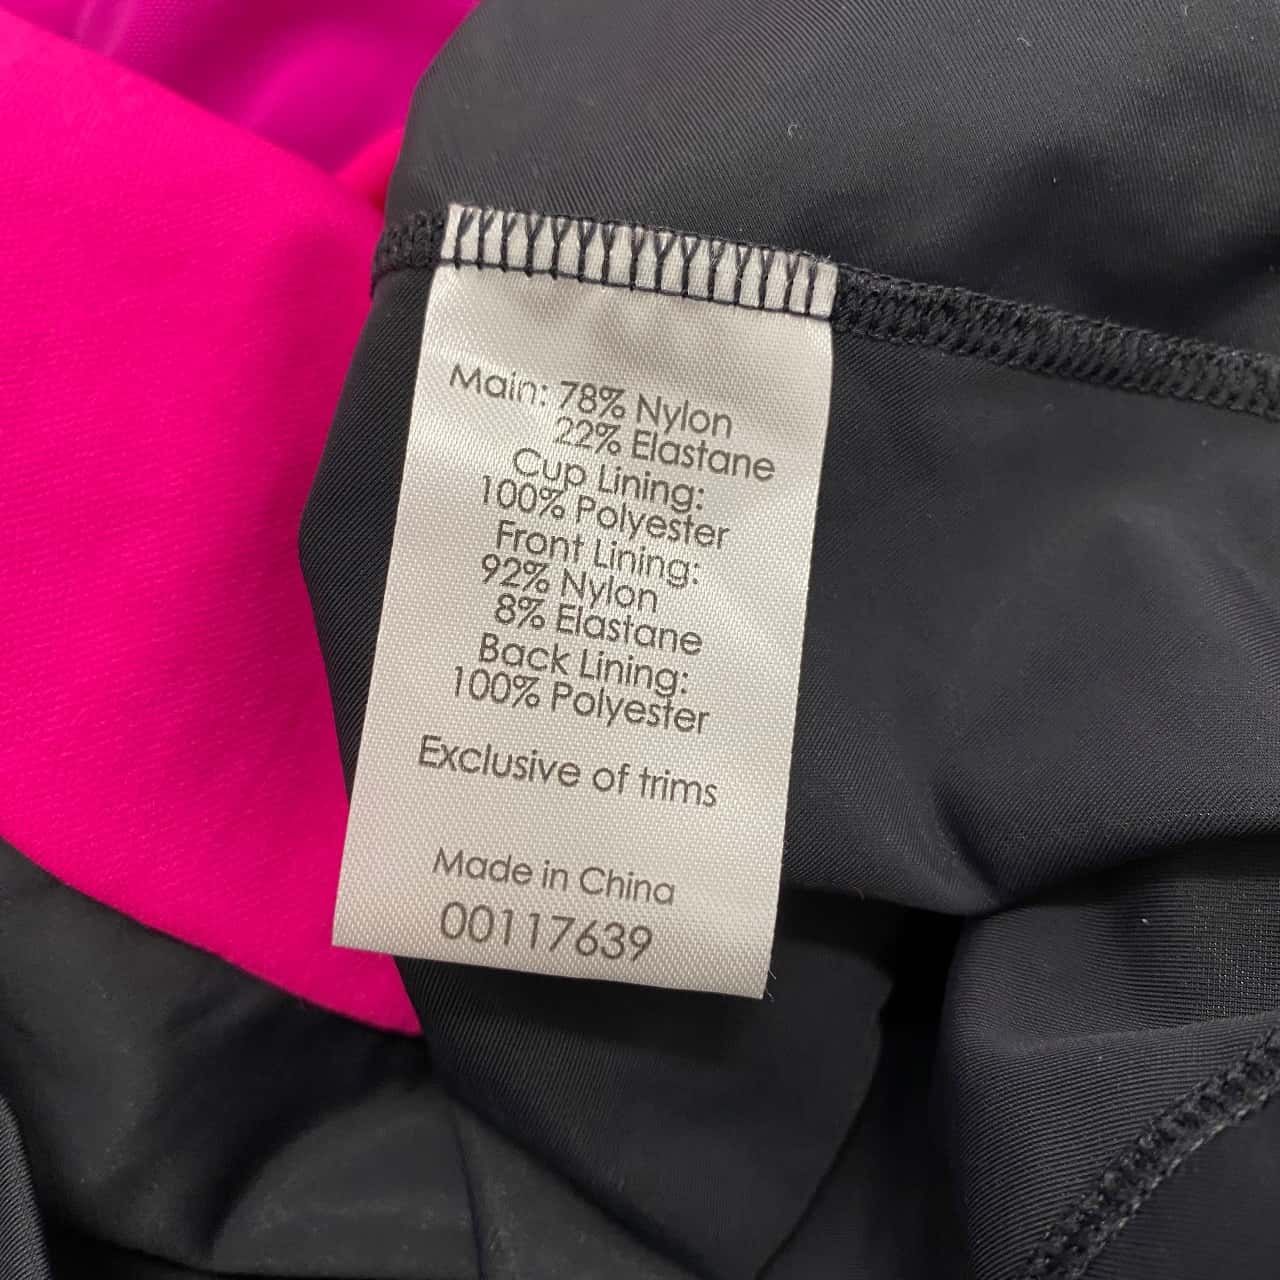 Main: 78% Nylon
22% Elastane
Cup Lining:
100% Polyester
Front Lining:
92% Nylon
8% Elastane
Back Lining:
100% Polyester
Exclusive of trims
Made in China
00117639